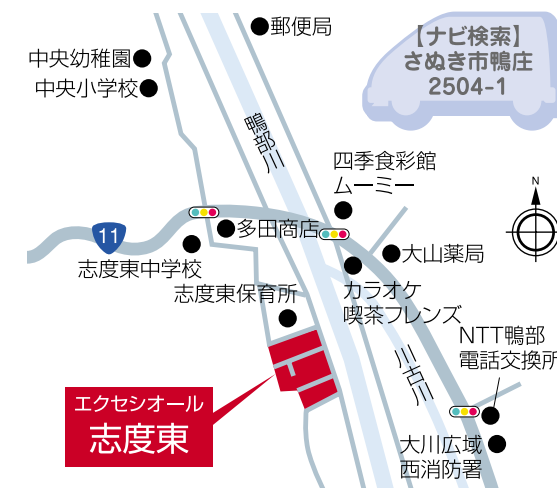 郵便局
【ナビ検索】
さぬき市鴨庄
2504-1
中央幼稚園
中央小学校
鴨部川
四季食彩館
ムーミー
N
11
多田商店
志度東中学校
大山薬局
志度東保育所
カラオケ
喫茶フレンズ
NTT鴨部
電話交換所
川古川
エクセシオール
志度東
大川広域
西消防署